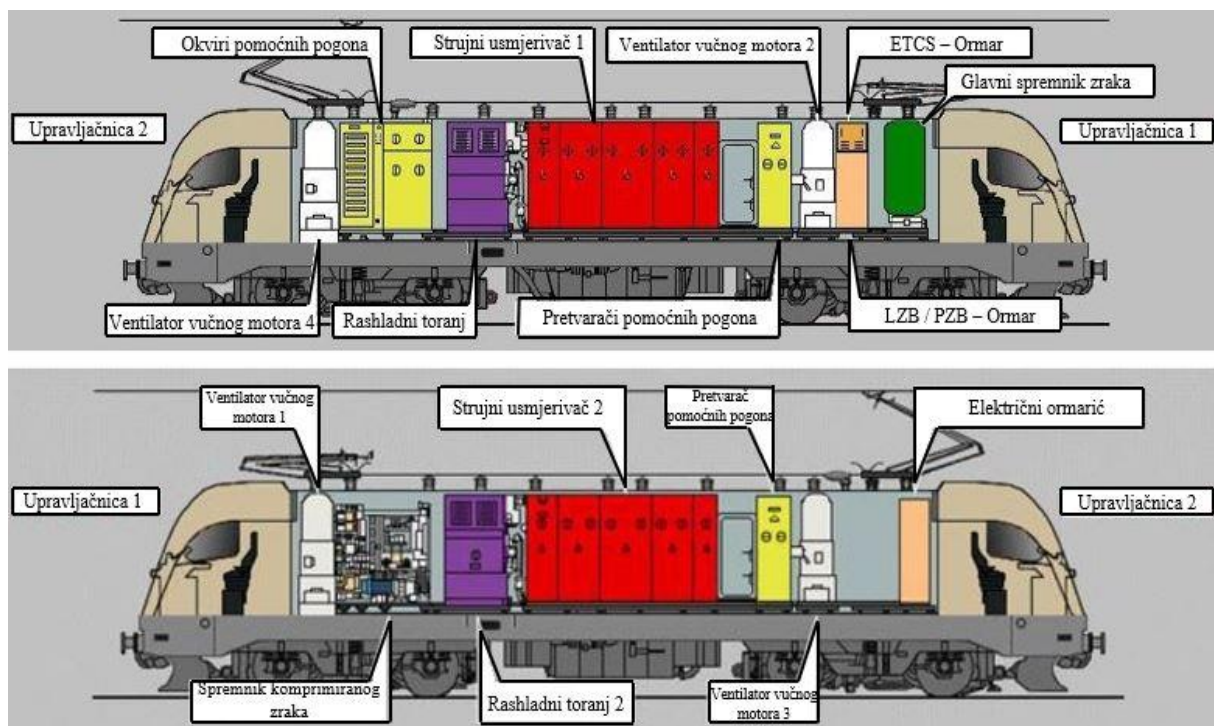 Okviri pomoćnih pogona
Strujni usmjerivač 1
Ventilator vučnog motora 2
ETCS – Ormar
Glavni spremnik zraka
Upravljačnica 2
Upravljačnica 1
Ventilator vučnog motora 4
Rashladni toranj
Pretvarači pomoćnih pogona
LZB / PZB – Ormar
Ventilator vučnog
motora 1
Strujni usmjerivač 2
Pretvarač
pomoćnih pogona
Električni ormarić
Upravljačnica 1
Upravljačnica 2
Spremnik komprimiranog
zraka
Rashladni toranj 2
Ventilator vučnog
motora 3